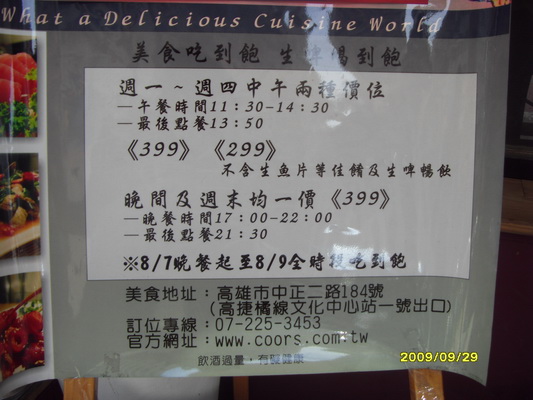 What a Delicious Cuisine World
美食吃到飽 生啤喝到飽
週一～週四中午兩種價位
—午餐時間11:30-14:30
—最後點餐13:50
《399》《299》
不含生魚片等佳餚及生啤暢飲
晚間及週末均一價《399》
—晚餐時間17:00-22:00
—最後點餐21:30
※8/7晚餐起至8/9全時段吃到飽
美食地址：高雄市中正二路184號
(高捷橘線文化中心站一號出口)
訂位專線：07-225-3453
官方網址：www.coors.com.tw
飲酒過量，有礙健康
2009/09/29